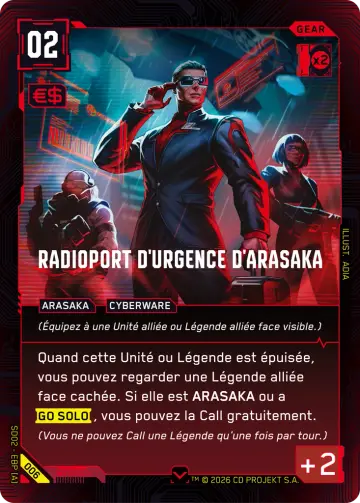 02
GEAR
x2
€$
ILLUST. ADIA
RADIOPORT D'URGENCE D'ARASAKA
ARASAKA
CYBERWARE
(Équipez à une Unité alliée ou Légende alliée face visible.)
Quand cette Unité ou Légende est épuisée,
vous pouvez regarder une Légende alliée
face cachée. Si elle est ARASAKA ou a
GO SOLO, vous pouvez la Call gratuitement.
(Vous ne pouvez Call une Légende qu'une fois par tour.)
+2
006
™ © 2026 CD PROJEKT S.A.